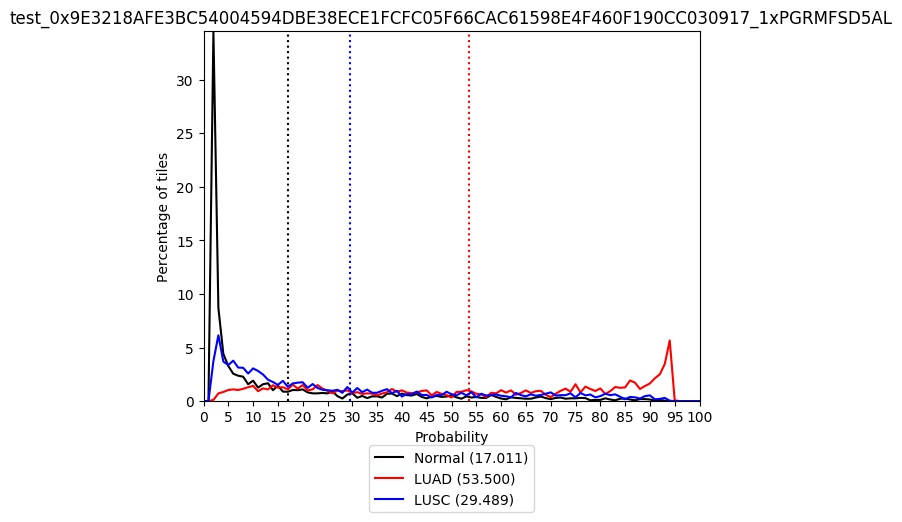 test_0x9E3218AFE3BC54004594DBE38ECE1FCFC05F66CAC61598E4F460F190CC030917_1xPGRMFSD5AL
30
25
20
15
10
5
0
Percentage of tiles
0 5 10 15 20 25 30 35 40 45 50 55 60 65 70 75 80 85 90 95 100
Probability
Normal (17.011)
LUAD (53.500)
LUSC (29.489)